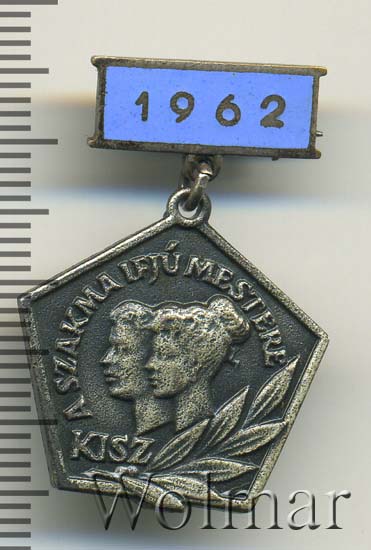 1962
A SZAKMA IFJÚ MESTERE
KISZ
Wolmar